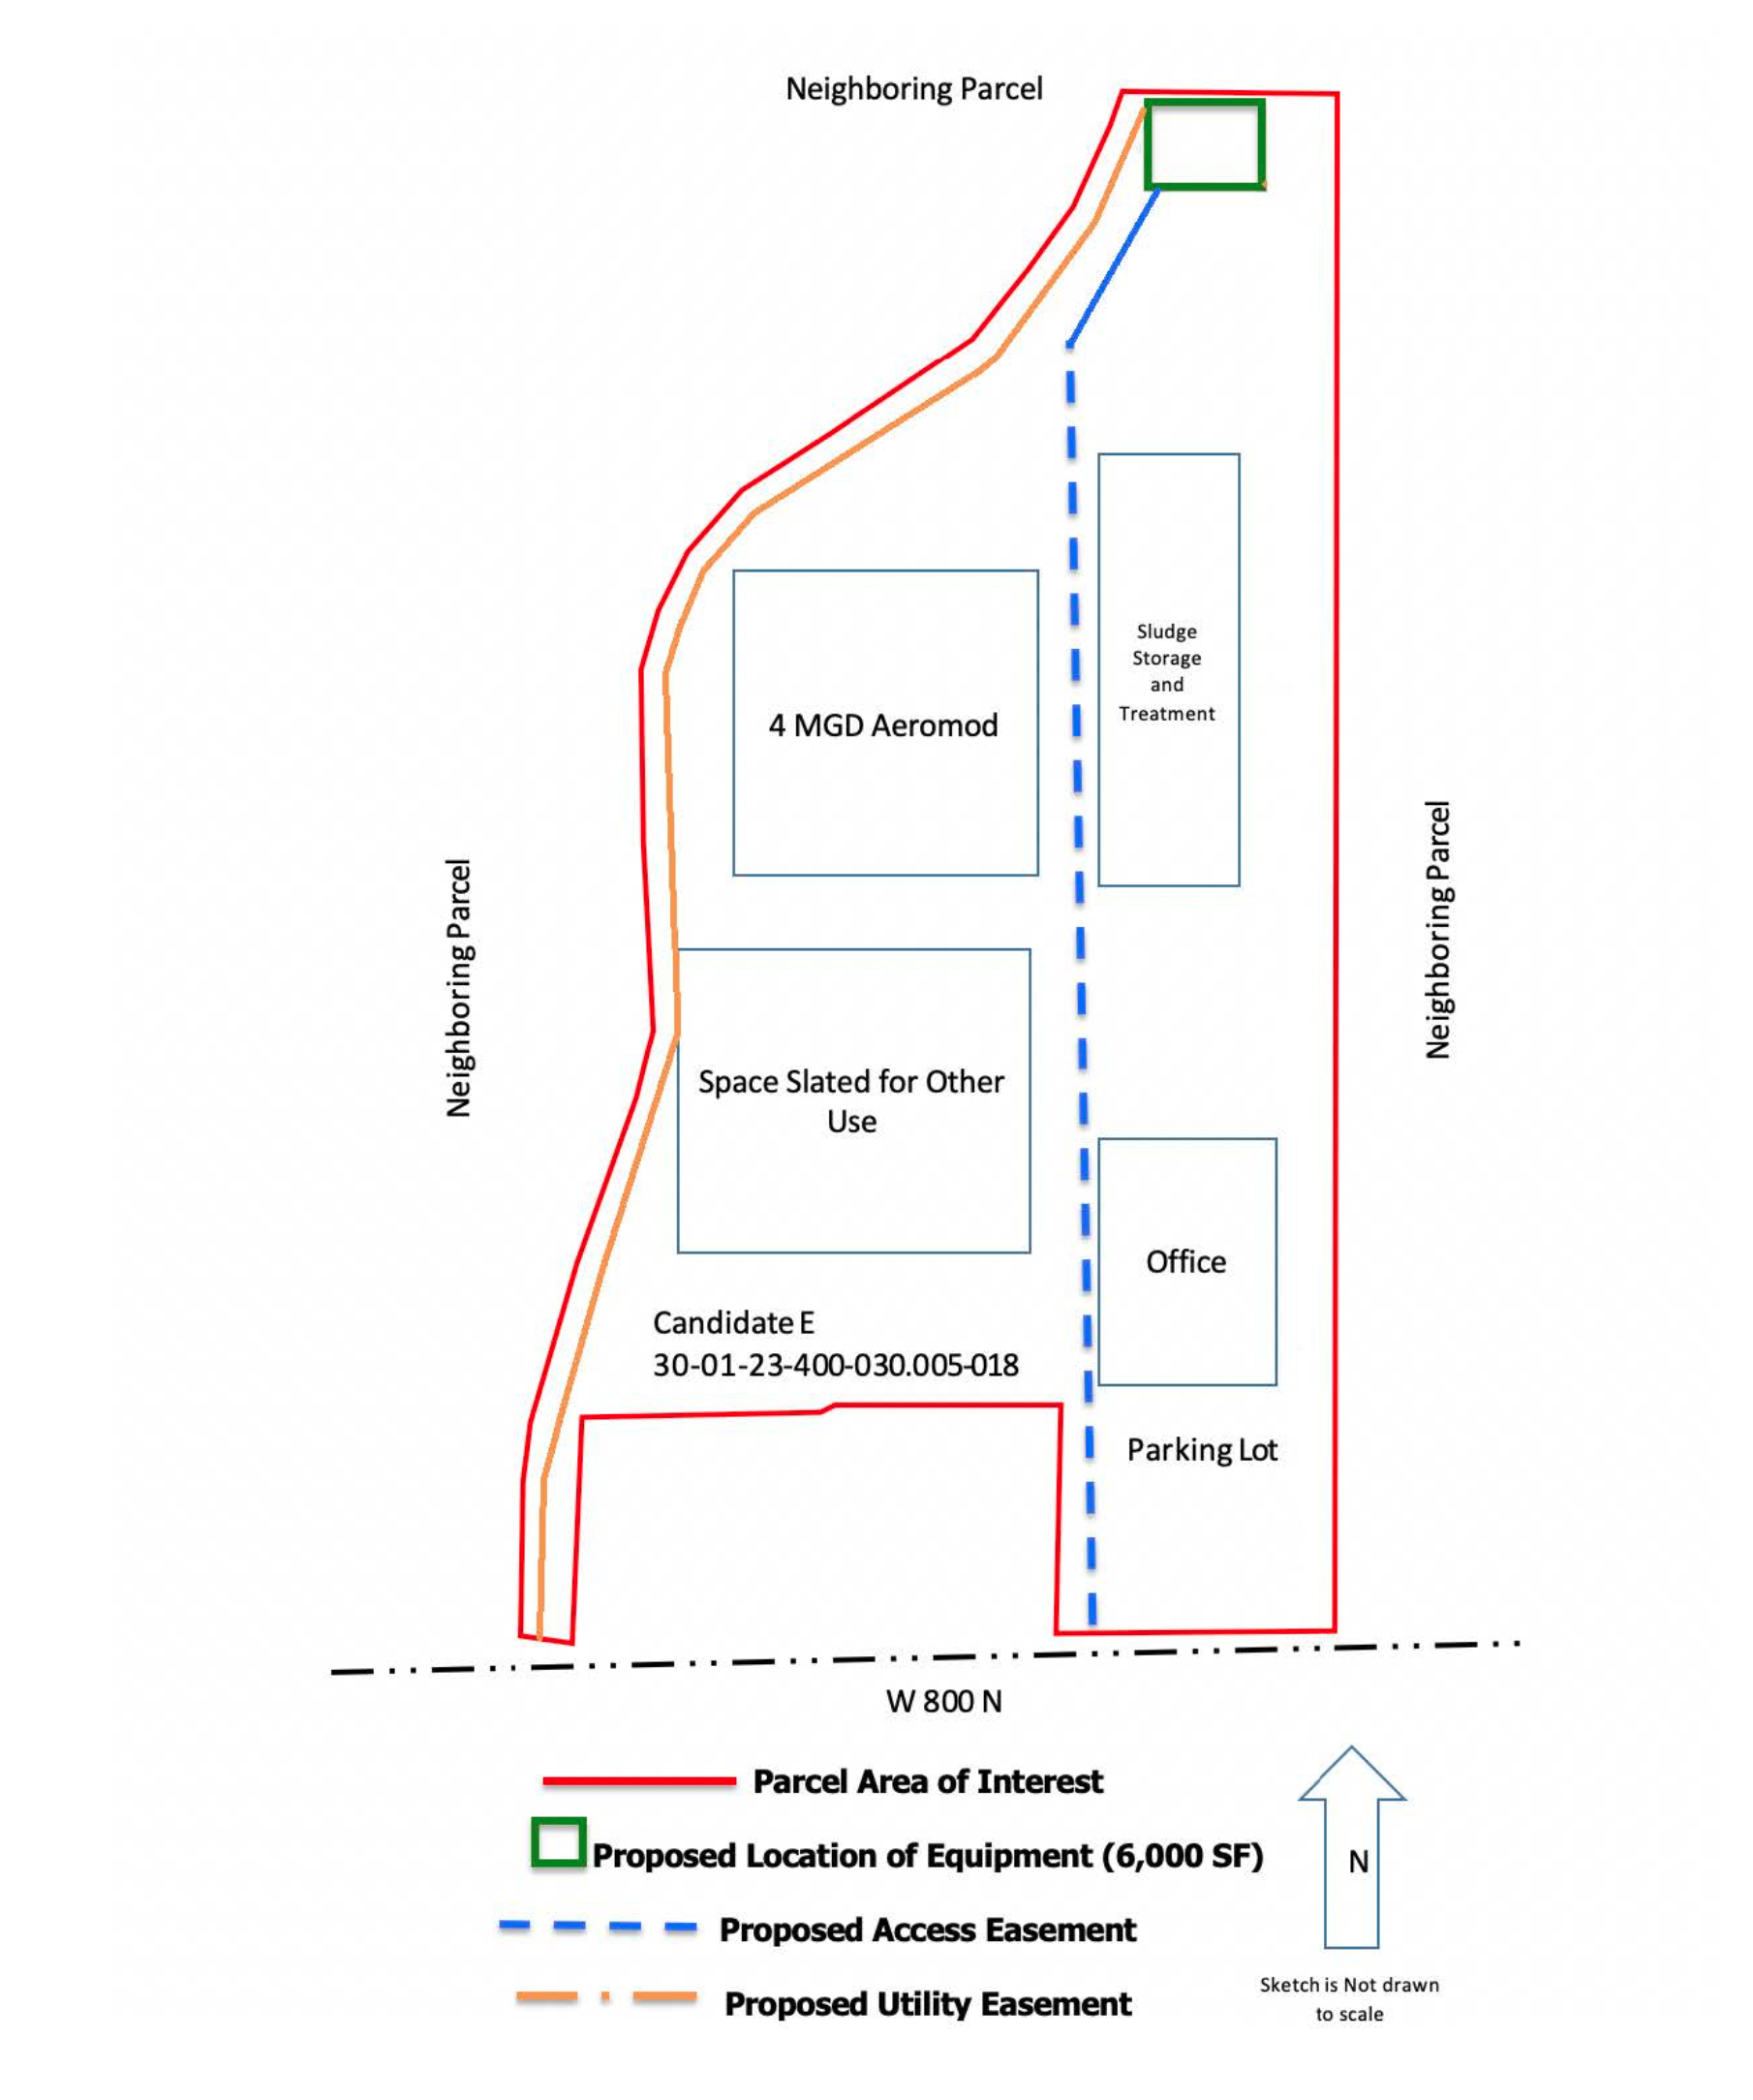 Neighboring Parcel
Sludge
Storage
and
Treatment
4 MGD Aeromod
Neighboring Parcel
Neighboring Parcel
Space Slated for Other
Use
Office
Candidate E
30-01-23-400-030.005-018
Parking Lot
W 800 N
Parcel Area of Interest
Proposed Location of Equipment (6,000 SF)
N
Proposed Access Easement
Proposed Utility Easement
Sketch is Not drawn
to scale